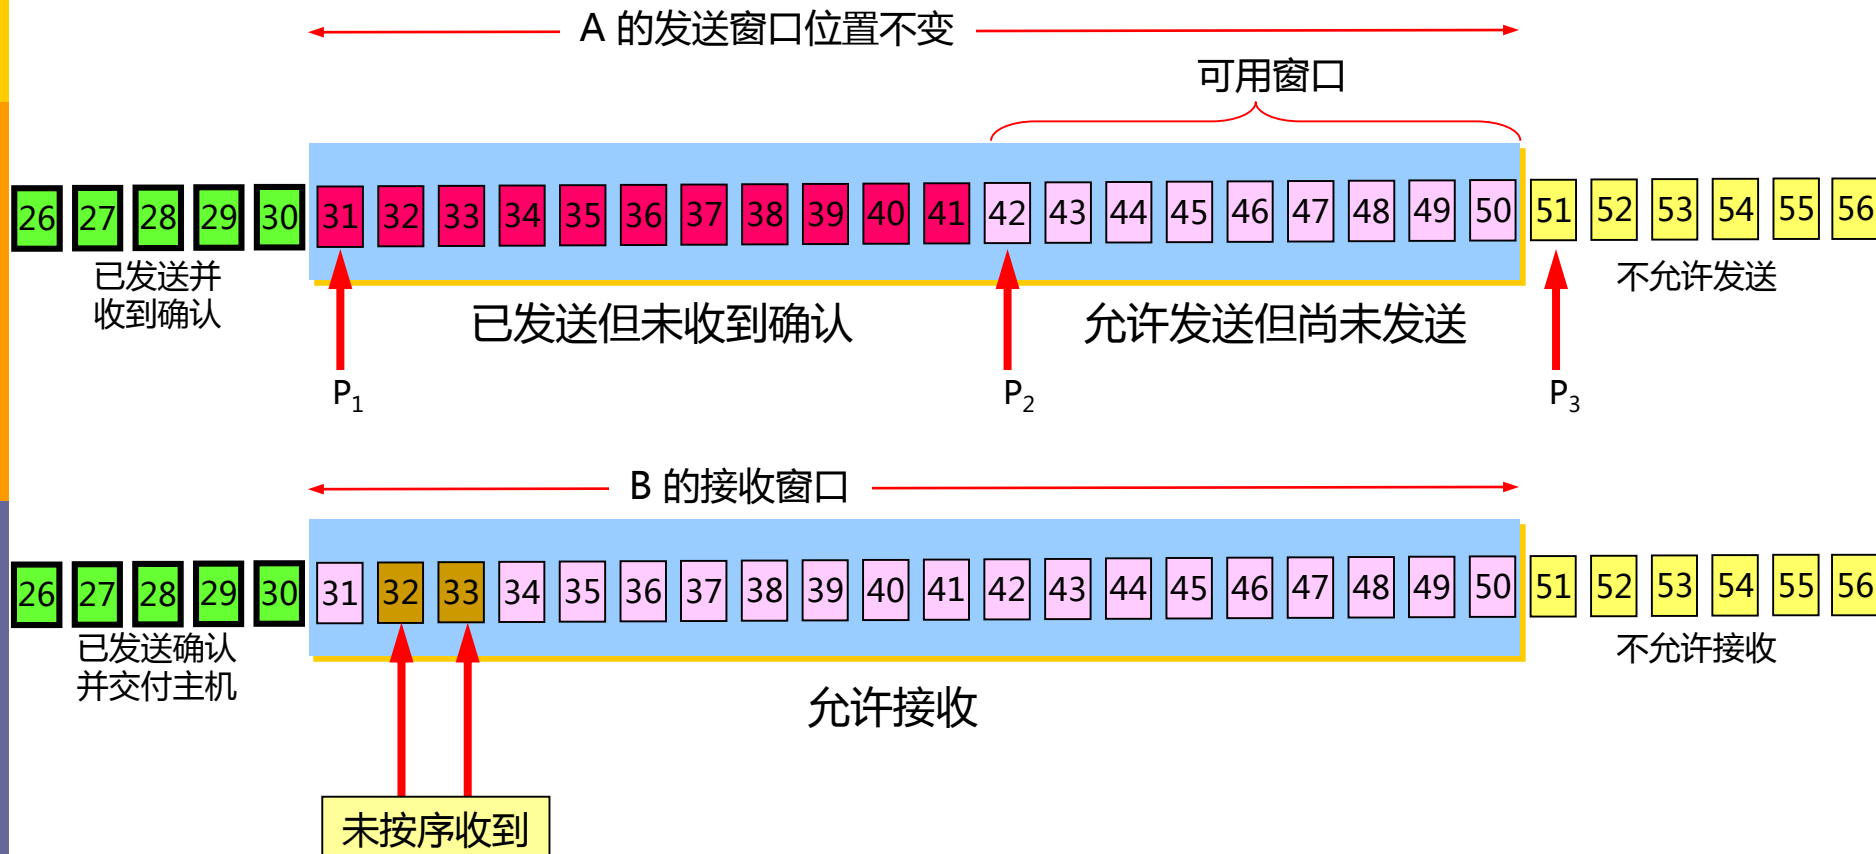 A 的发送窗口位置不变
可用窗口
26 27 28 29 30 31 32 33 34 35 36 37 38 39 40 41 42 43 44 45 46 47 48 49 50 51 52 53 54 55 56
已发送并
收到确认
已发送但未收到确认
允许发送但尚未发送
不允许发送
P1
P2
P3
B 的接收窗口
26 27 28 29 30 31 32 33 34 35 36 37 38 39 40 41 42 43 44 45 46 47 48 49 50 51 52 53 54 55 56
已发送确认
并交付主机
允许接收
不允许接收
未按序收到